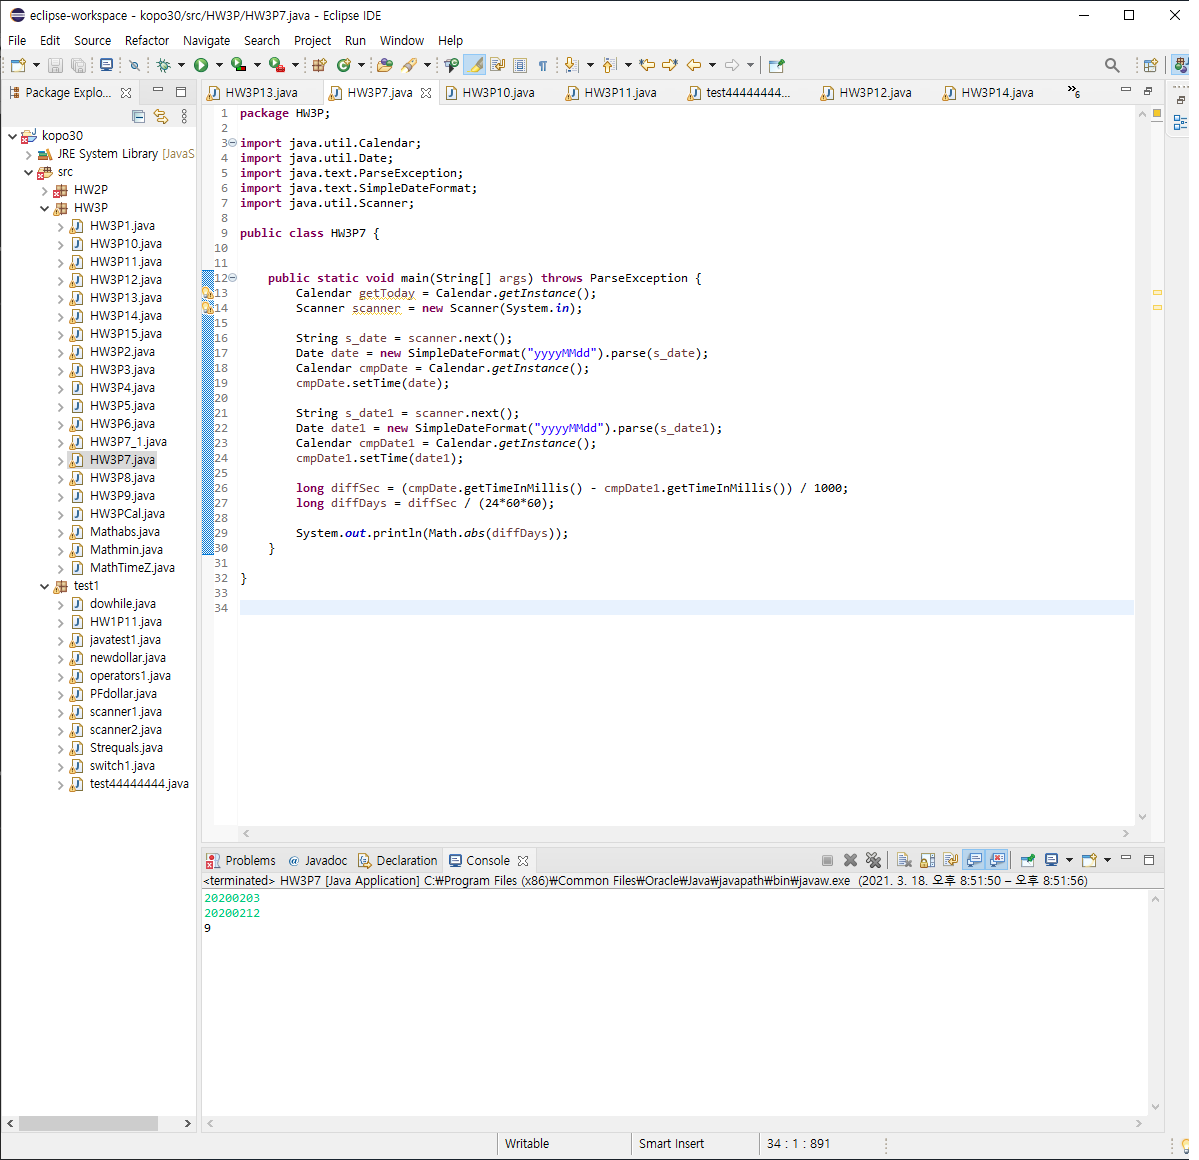 eclipse-workspace - kopo30/src/HW3P/HW3P7.java - Eclipse IDE
File Edit Source Refactor Navigate Search Project Run Window Help
Package Explo...
kopo30
JRE System Library [JavaS
src
HW2P
HW3P
HW3P1.java
HW3P10.java
HW3P11.java
HW3P12.java
HW3P13.java
HW3P14.java
HW3P15.java
HW3P2.java
HW3P3.java
HW3P4.java
HW3P5.java
HW3P6.java
HW3P7_1.java
HW3P7.java
HW3P8.java
HW3P9.java
HW3PCal.java
Mathabs.java
Mathmin.java
MathTimeZ.java
test1
dowhile.java
HW1P11.java
javatest1.java
newdollar.java
operators1.java
PFdollar.java
scanner1.java
scanner2.java
Strequals.java
switch1.java
test44444444.java
HW3P13.java HW3P7.java HW3P10.java HW3P11.java test44444444... HW3P12.java HW3P14.java »6
1 package HW3P;
2
3 import java.util.Calendar;
4 import java.util.Date;
5 import java.text.ParseException;
6 import java.text.SimpleDateFormat;
7 import java.util.Scanner;
8
9 public class HW3P7 {
10
11
12 public static void main(String[] args) throws ParseException {
13 Calendar getToday = Calendar.getInstance();
14 Scanner scanner = new Scanner(System.in);
15
16 String s_date = scanner.next();
17 Date date = new SimpleDateFormat("yyyyMMdd").parse(s_date);
18 Calendar cmpDate = Calendar.getInstance();
19 cmpDate.setTime(date);
20
21 String s_date1 = scanner.next();
22 Date date1 = new SimpleDateFormat("yyyyMMdd").parse(s_date1);
23 Calendar cmpDate1 = Calendar.getInstance();
24 cmpDate1.setTime(date1);
25
26 long diffSec = (cmpDate.getTimeInMillis() - cmpDate1.getTimeInMillis()) / 1000;
27 long diffDays = diffSec / (24*60*60);
28
29 System.out.println(Math.abs(diffDays));
30 }
31
32 }
33
34
Problems @ Javadoc Declaration Console
<terminated> HW3P7 [Java Application] C:₩Program Files (x86)₩Common Files₩Oracle₩Java₩javapath₩bin₩javaw.exe (2021. 3. 18. 오후 8:51:50 – 오후 8:51:56)
20200203
20200212
9
Writable Smart Insert 34 : 1 : 891